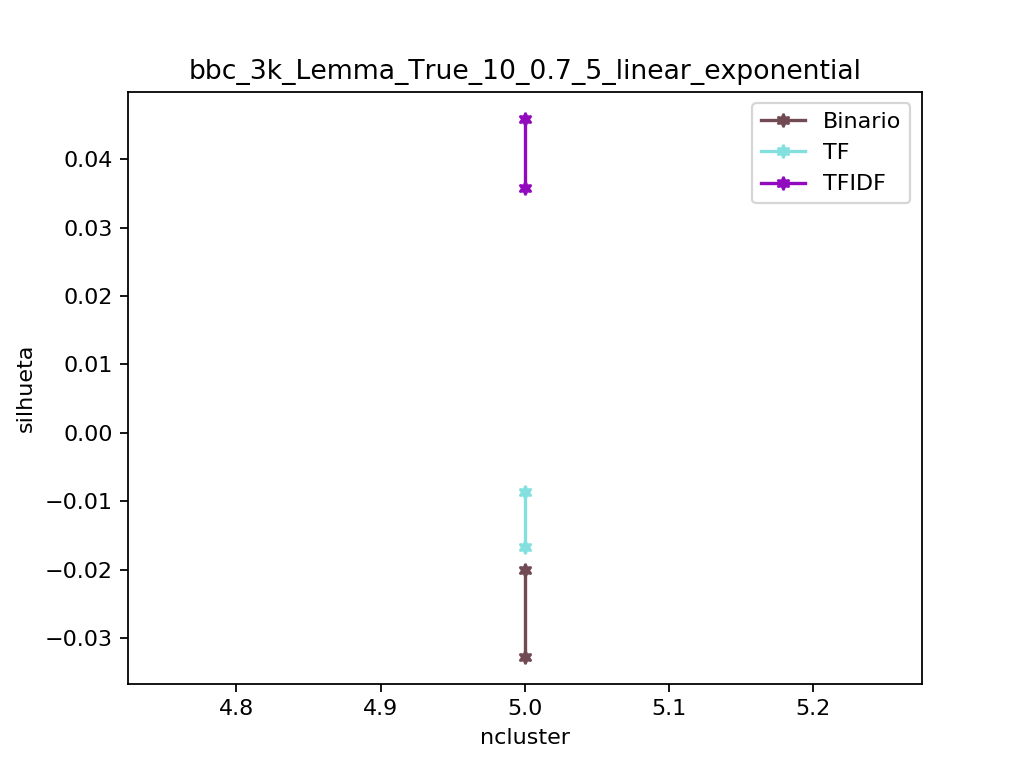 bbc_3k_Lemma_True_10_0.7_5_linear_exponential
Binario
TF
TFIDF
0.04
0.03
0.02
0.01
0.00
−0.01
−0.02
−0.03
silhueta
4.8
4.9
5.0
5.1
5.2
ncluster